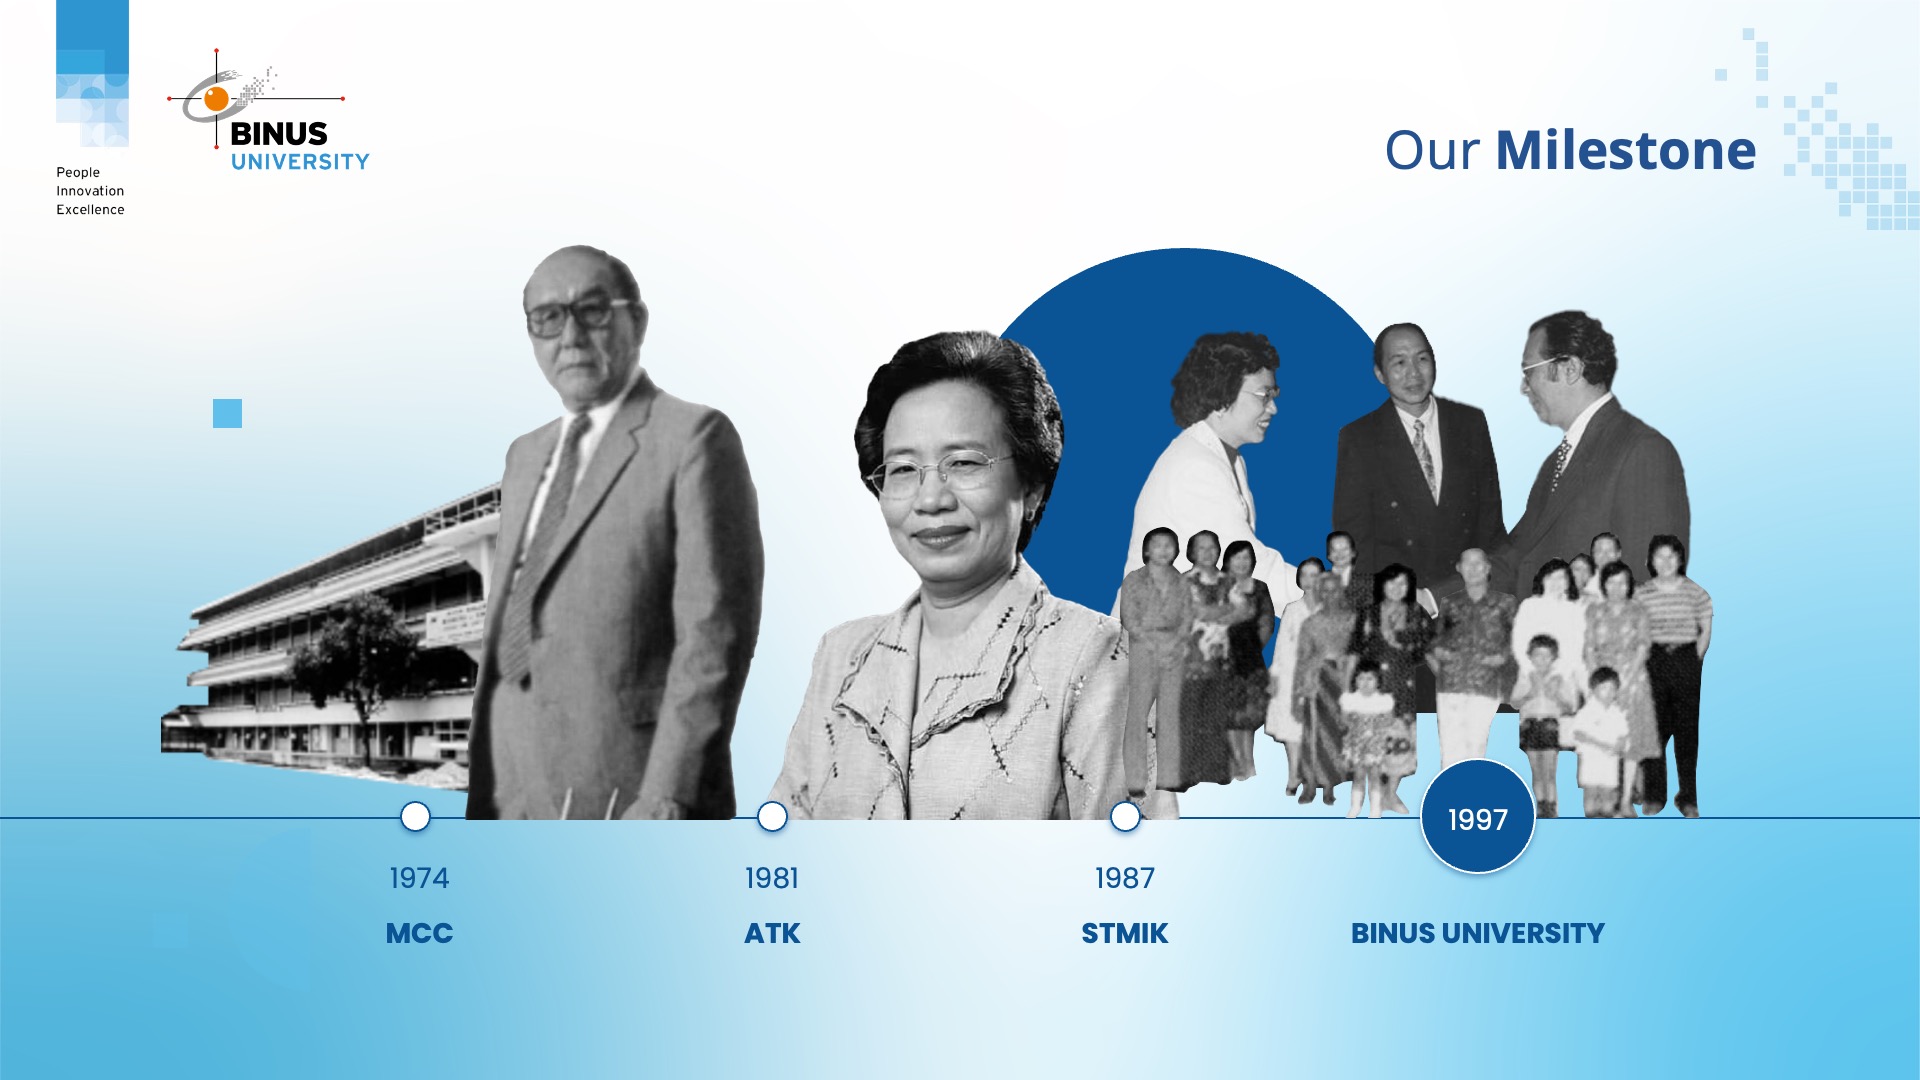 People
Innovation
Excellence
BINUS
UNIVERSITY
Our Milestone
1974
MCC
1981
ATK
1987
STMIK
1997
BINUS UNIVERSITY